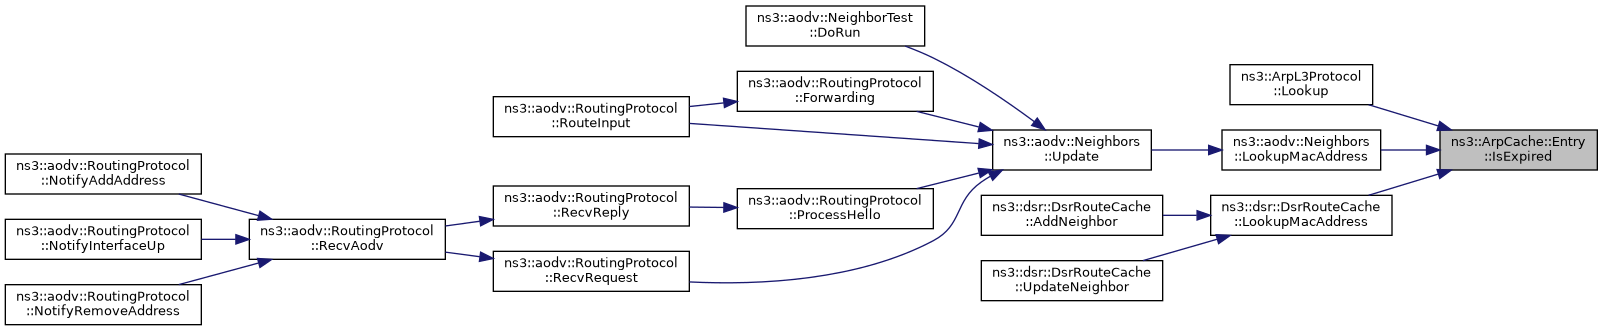 ns3::aodv::NeighborTest
::DoRun
ns3::ArpL3Protocol
::Lookup
ns3::aodv::RoutingProtocol
::Forwarding
ns3::aodv::RoutingProtocol
::RouteInput
ns3::aodv::Neighbors
::Update
ns3::aodv::Neighbors
::LookupMacAddress
ns3::ArpCache::Entry
::IsExpired
ns3::aodv::RoutingProtocol
::NotifyAddAddress
ns3::aodv::RoutingProtocol
::RecvReply
ns3::aodv::RoutingProtocol
::ProcessHello
ns3::dsr::DsrRouteCache
::AddNeighbor
ns3::dsr::DsrRouteCache
::LookupMacAddress
ns3::aodv::RoutingProtocol
::NotifyInterfaceUp
ns3::aodv::RoutingProtocol
::RecvAodv
ns3::aodv::RoutingProtocol
::RecvRequest
ns3::dsr::DsrRouteCache
::UpdateNeighbor
ns3::aodv::RoutingProtocol
::NotifyRemoveAddress